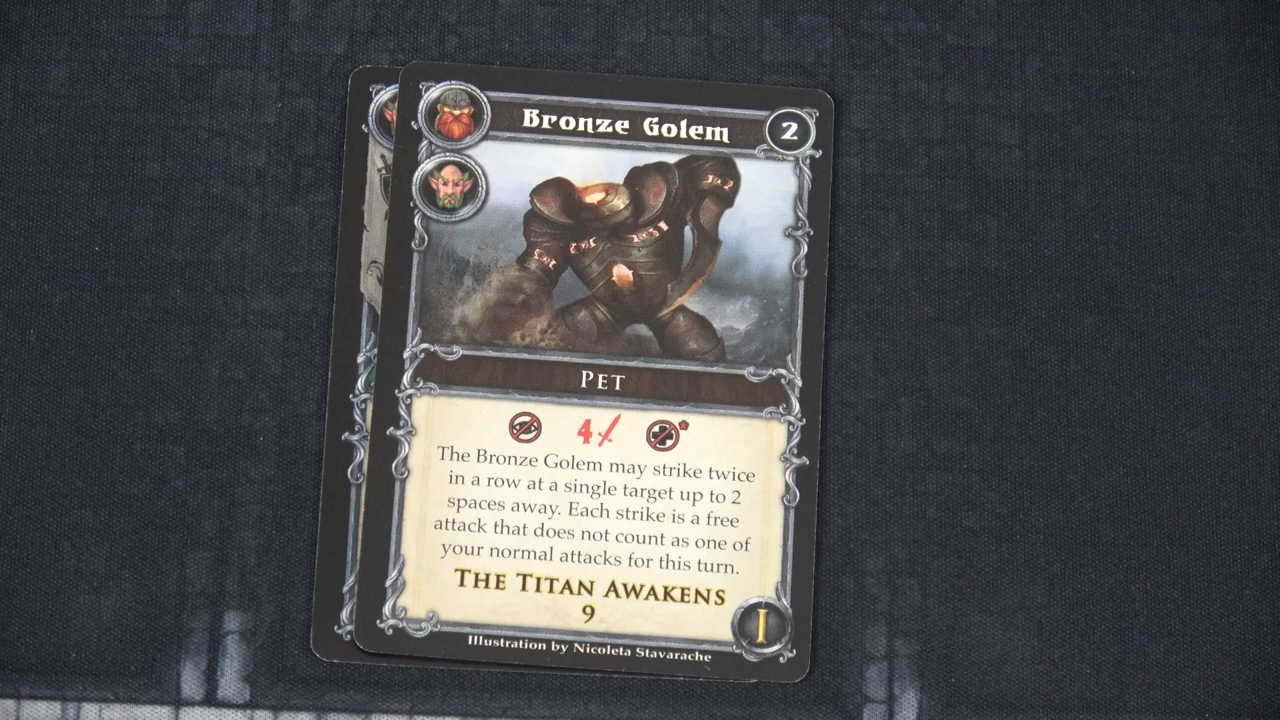 Bronze Golem
2
Pet
4
The Bronze Golem may strike twice
in a row at a single target up to 2
spaces away. Each strike is a free
attack that does not count as one of
your normal attacks for this turn.
The Titan Awakens
9
I
Illustration by Nicoleta Stavarache